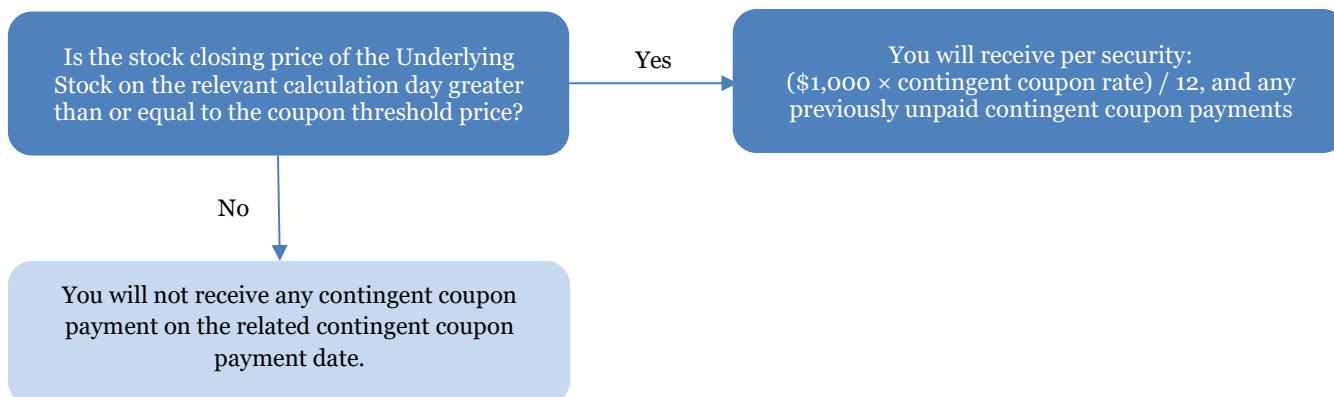 Is the stock closing price of the Underlying
Stock on the relevant calculation day greater
than or equal to the coupon threshold price?
Yes
You will receive per security:
($1,000 × contingent coupon rate) / 12, and any
previously unpaid contingent coupon payments
No
You will not receive any contingent coupon
payment on the related contingent coupon
payment date.